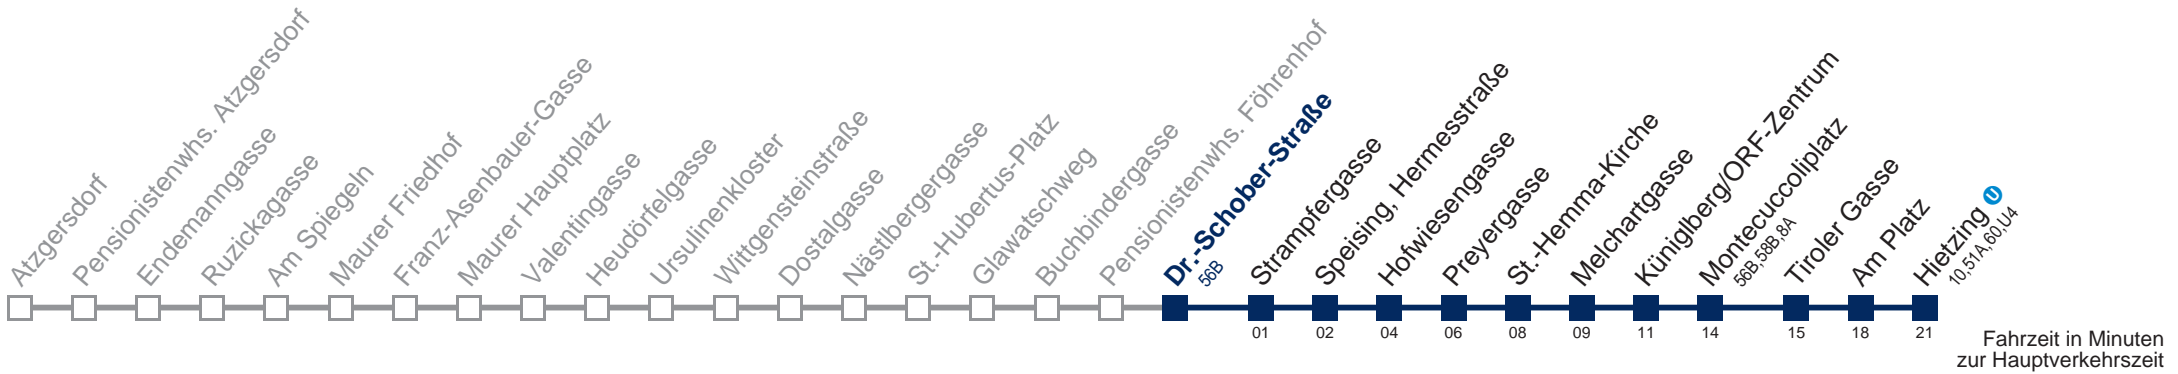 Atzgersdorf
Pensionistenwhs. Atzgersdorf
Endemanngasse
Ruzickagasse
Am Spiegeln
Maurer Friedhof
Franz-Asenbauer-Gasse
Maurer Hauptplatz
Valentingasse
Heudörfelgasse
Ursulinenkloster
Wittgensteinstraße
Dostalgasse
Nästlbergergasse
St.-Hubertus-Platz
Glawatschweg
Buchbindergasse
Pensionistenwhs. Föhrenhof
Dr.-Schober-Straße
56B
Strampfergasse
Speising, Hermesstraße
Hofwiesengasse
Preyergasse
St.-Hemma-Kirche
Melchartgasse
Küniglberg/ORF-Zentrum
Montecuccoliplatz
56B,58B,8A
Tiroler Gasse
Am Platz
Hietzing U
10,51A,60,U4
01 02 04 06 08 09 11 14 15 18 21
Fahrzeit in Minuten
zur Hauptverkehrszeit